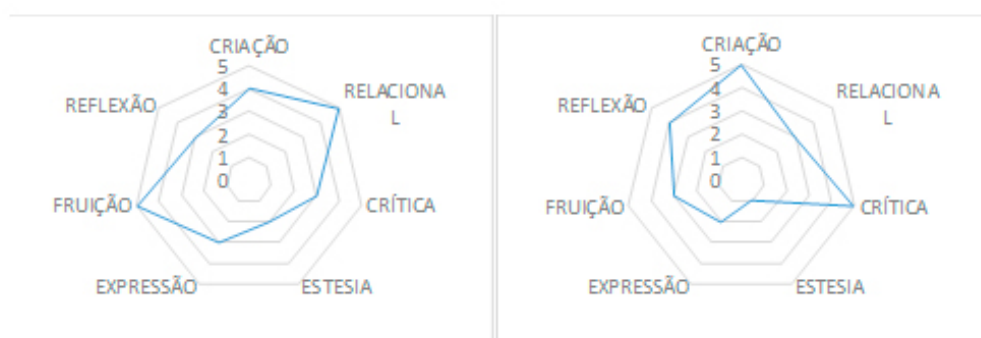 CRIAÇÃO
5
4
3
2
1
0
RELACIONA
L
CRÍTICA
ESTESIA
EXPRESSÃO
FRUIÇÃO
REFLEXÃO
CRIAÇÃO
5
4
3
2
1
0
RELACIONA
L
CRÍTICA
ESTESIA
EXPRESSÃO
FRUIÇÃO
REFLEXÃO